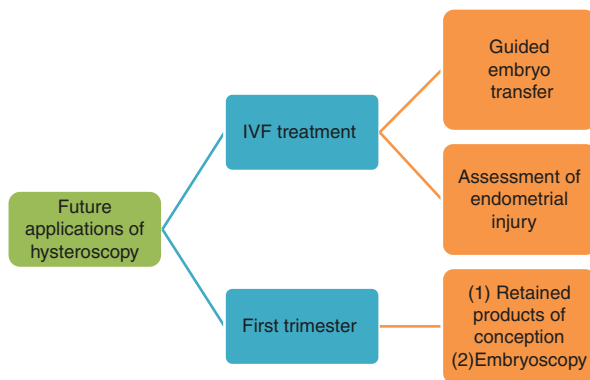 Future
applications of
hysteroscopy
IVF treatment
Guided
embryo
transfer
Assessment of
endometrial
injury
First trimester
(1) Retained
products of
conception
(2)Embryoscopy